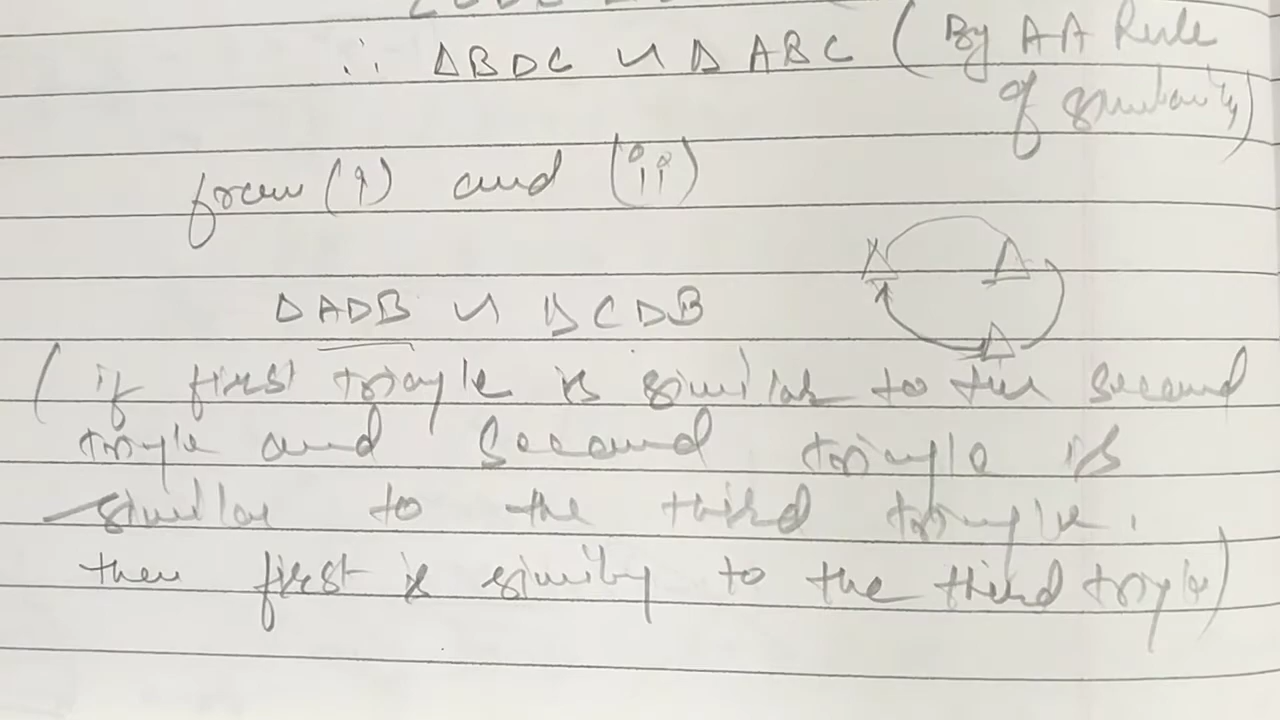 ∴ ΔBDC ∽ Δ ABC ( By AA Rule
of similarity)
from (i) and (ii)
ΔADB ∽ ΔCDB
( if first triangle is similar to the second
triangle and second triangle is
similar to the third triangle.
then first is similar to the third triangle)